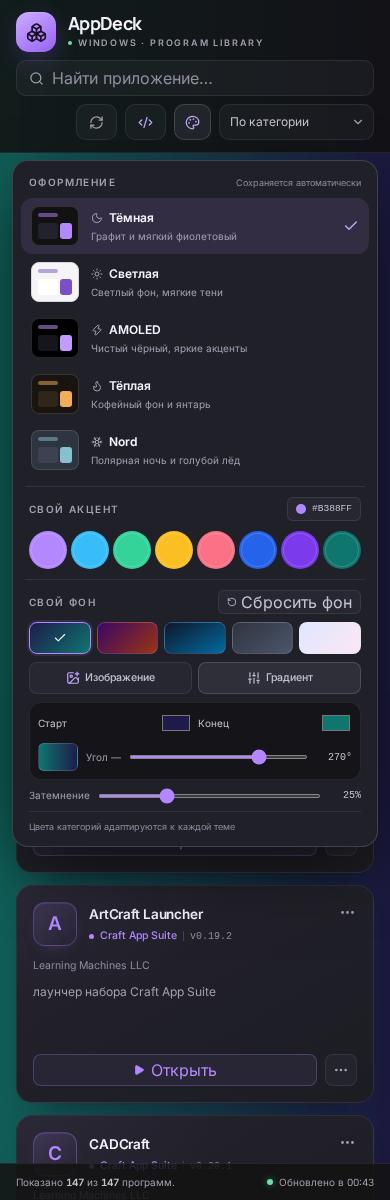 AppDeck
WINDOWS · PROGRAM LIBRARY
Найти приложение...
По категории
ОФОРМЛЕНИЕ
Сохраняется автоматически
Тёмная
Графит и мягкий фиолетовый
Светлая
Светлый фон, мягкие тени
AMOLED
Чистый чёрный, яркие акценты
Тёплая
Кофейный фон и янтарь
Nord
Полярная ночь и голубой лёд
СВОЙ АКЦЕНТ
#B388FF
СВОЙ ФОН
Сбросить фон
Изображение
Градиент
Старт
Конец
Угол —
270°
Затемнение
25%
Цвета категорий адаптируются к каждой теме
A
ArtCraft Launcher
Craft App Suite
v0.19.2
Learning Machines LLC
лаунчер набора Craft App Suite
Открыть
C
CADCraft
Craft App Suite
Learning Machines LLC
Показано 147 из 147 программ.
Обновлено в 00:43